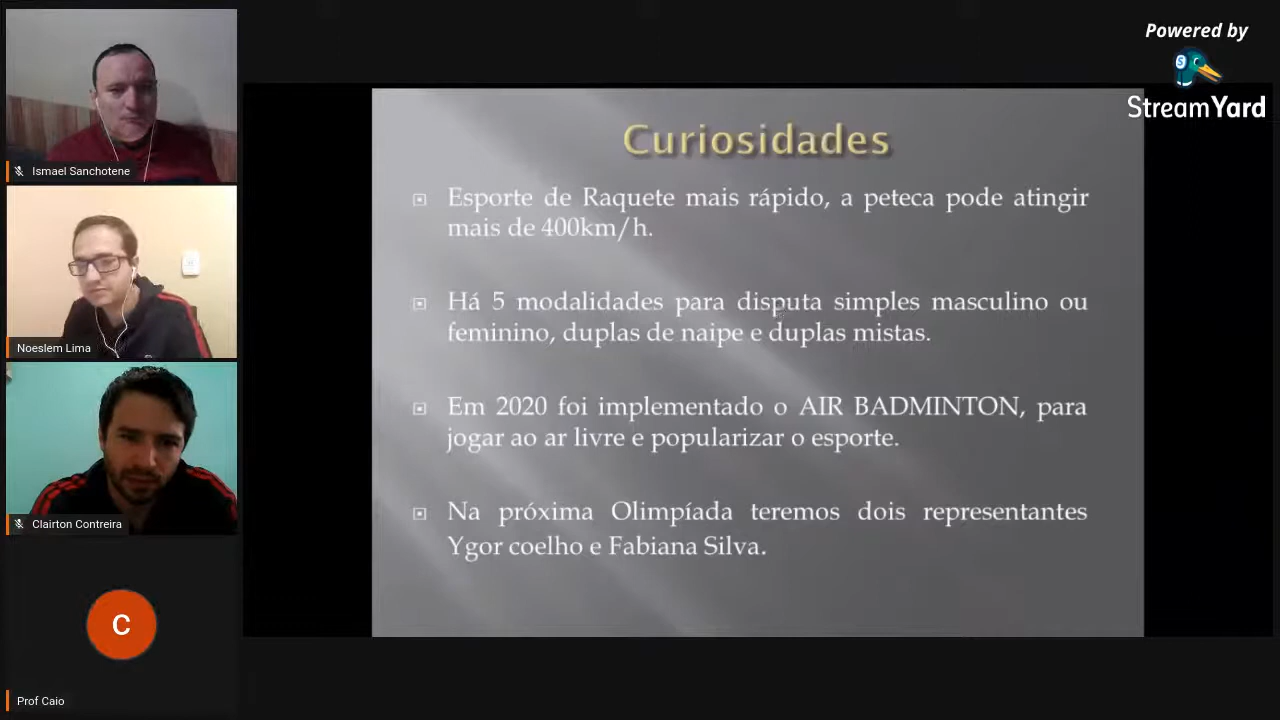 Powered by
StreamYard
Ismael Sanchotene
Noeslem Lima
Clairton Contreira
C
Prof Caio
Curiosidades
Esporte de Raquete mais rápido, a peteca pode atingir
mais de 400km/h.
Há 5 modalidades para disputa simples masculino ou
feminino, duplas de naipe e duplas mistas.
Em 2020 foi implementado o AIR BADMINTON, para
jogar ao ar livre e popularizar o esporte.
Na próxima Olimpíada teremos dois representantes
Ygor coelho e Fabiana Silva.